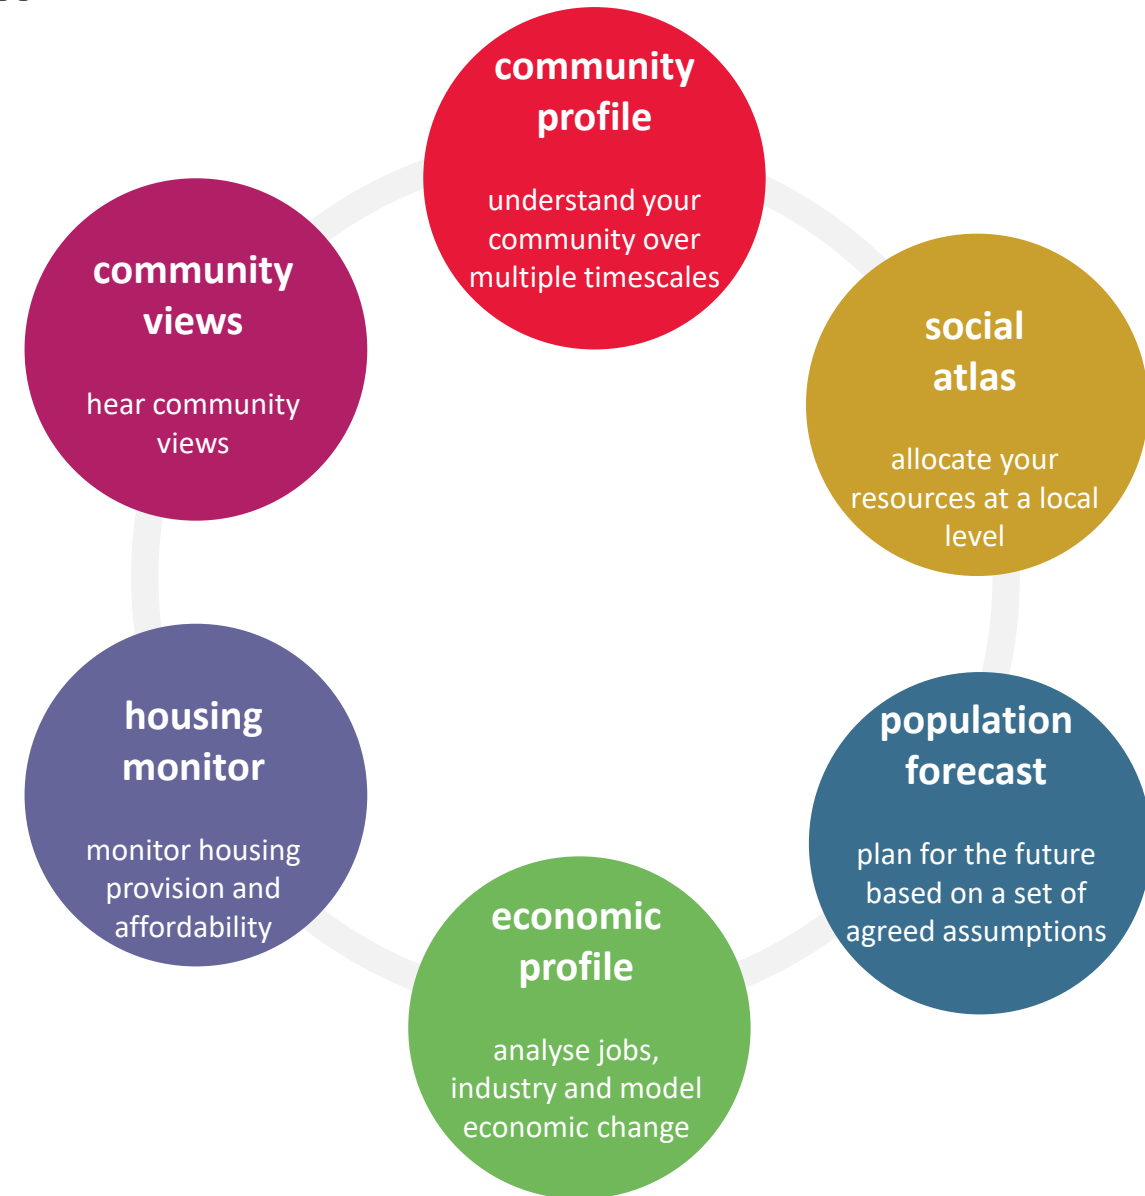 community
profile
understand your
community over
multiple timescales
social
atlas
allocate your
resources at a local
level
population
forecast
plan for the future
based on a set of
agreed assumptions
economic
profile
analyse jobs,
industry and model
economic change
housing
monitor
monitor housing
provision and
affordability
community
views
hear community
views